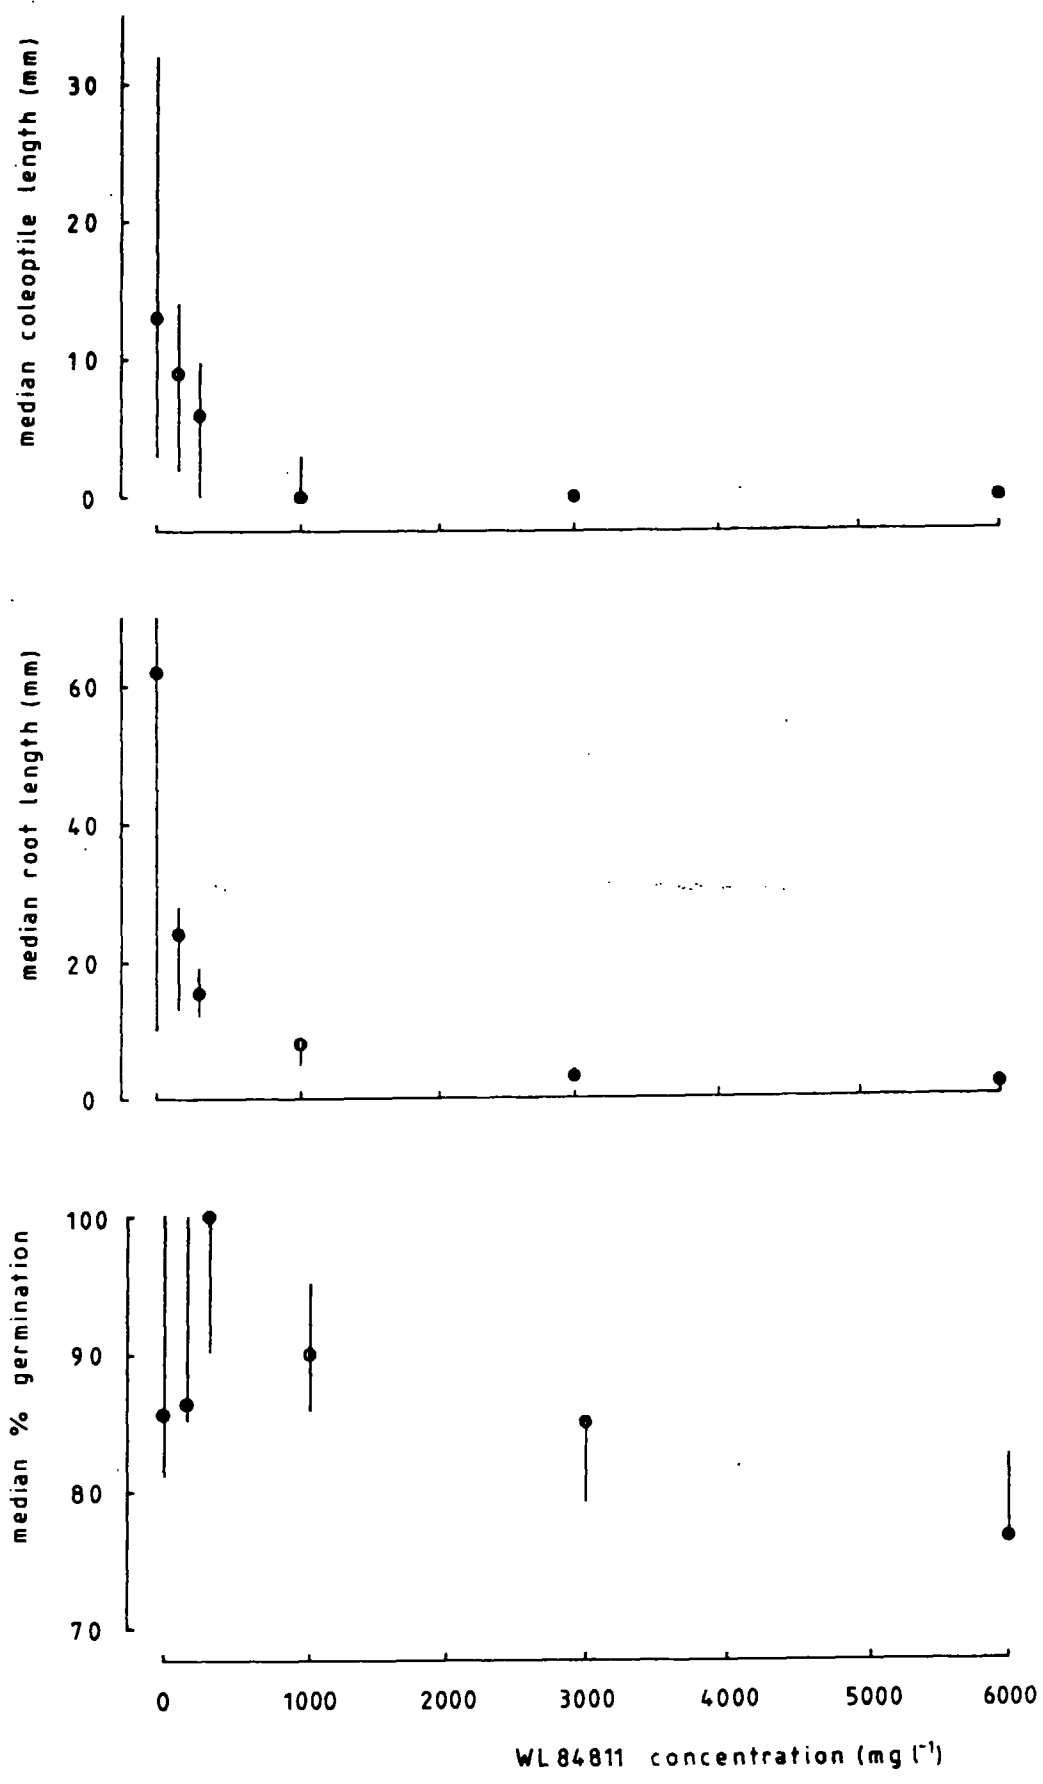 median coleoptile length (mm)
30
20
10
0
median root length (mm)
60
40
20
0
median % germination
100
90
80
70
0 1000 2000 3000 4000 5000 6000
WL 84811 concentration (mg l⁻¹)